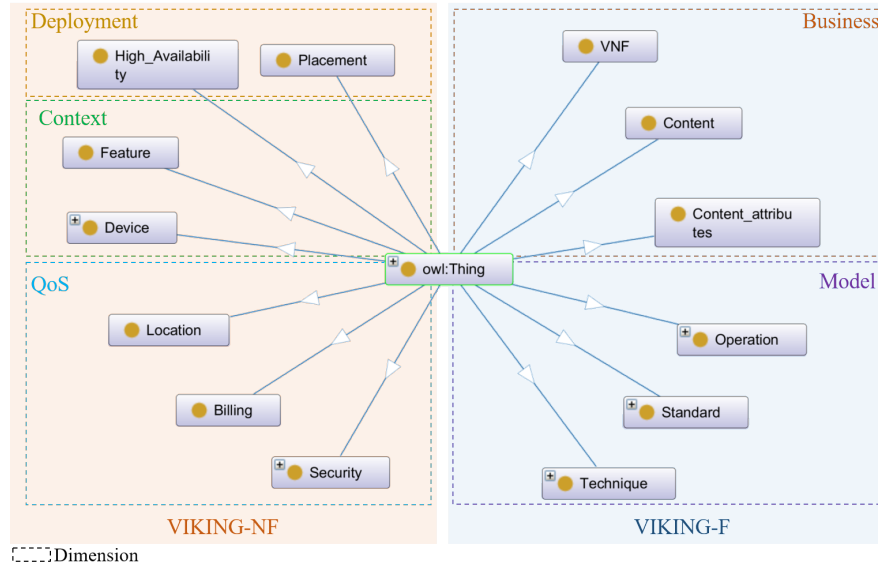 Deployment
Business
High_Availabili
ty
Placement
VNF
Context
Content
Feature
Device
Content_attribu
tes
owl:Thing
QoS
Model
Location
Operation
Billing
Standard
Security
Technique
VIKING-NF
VIKING-F
Dimension